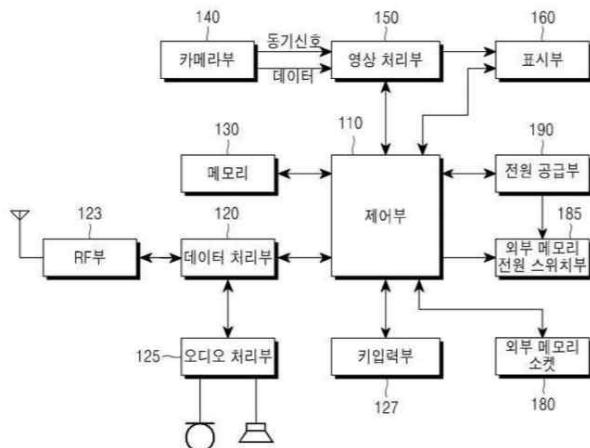 140
150
160
카메라부
동기신호
데이터
영상 처리부
표시부
130
110
190
메모리
제어부
전원 공급부
123
120
185
RF부
데이터 처리부
외부 메모리
전원 스위치부
125
오디오 처리부
키입력부
외부 메모리
소켓
127
180